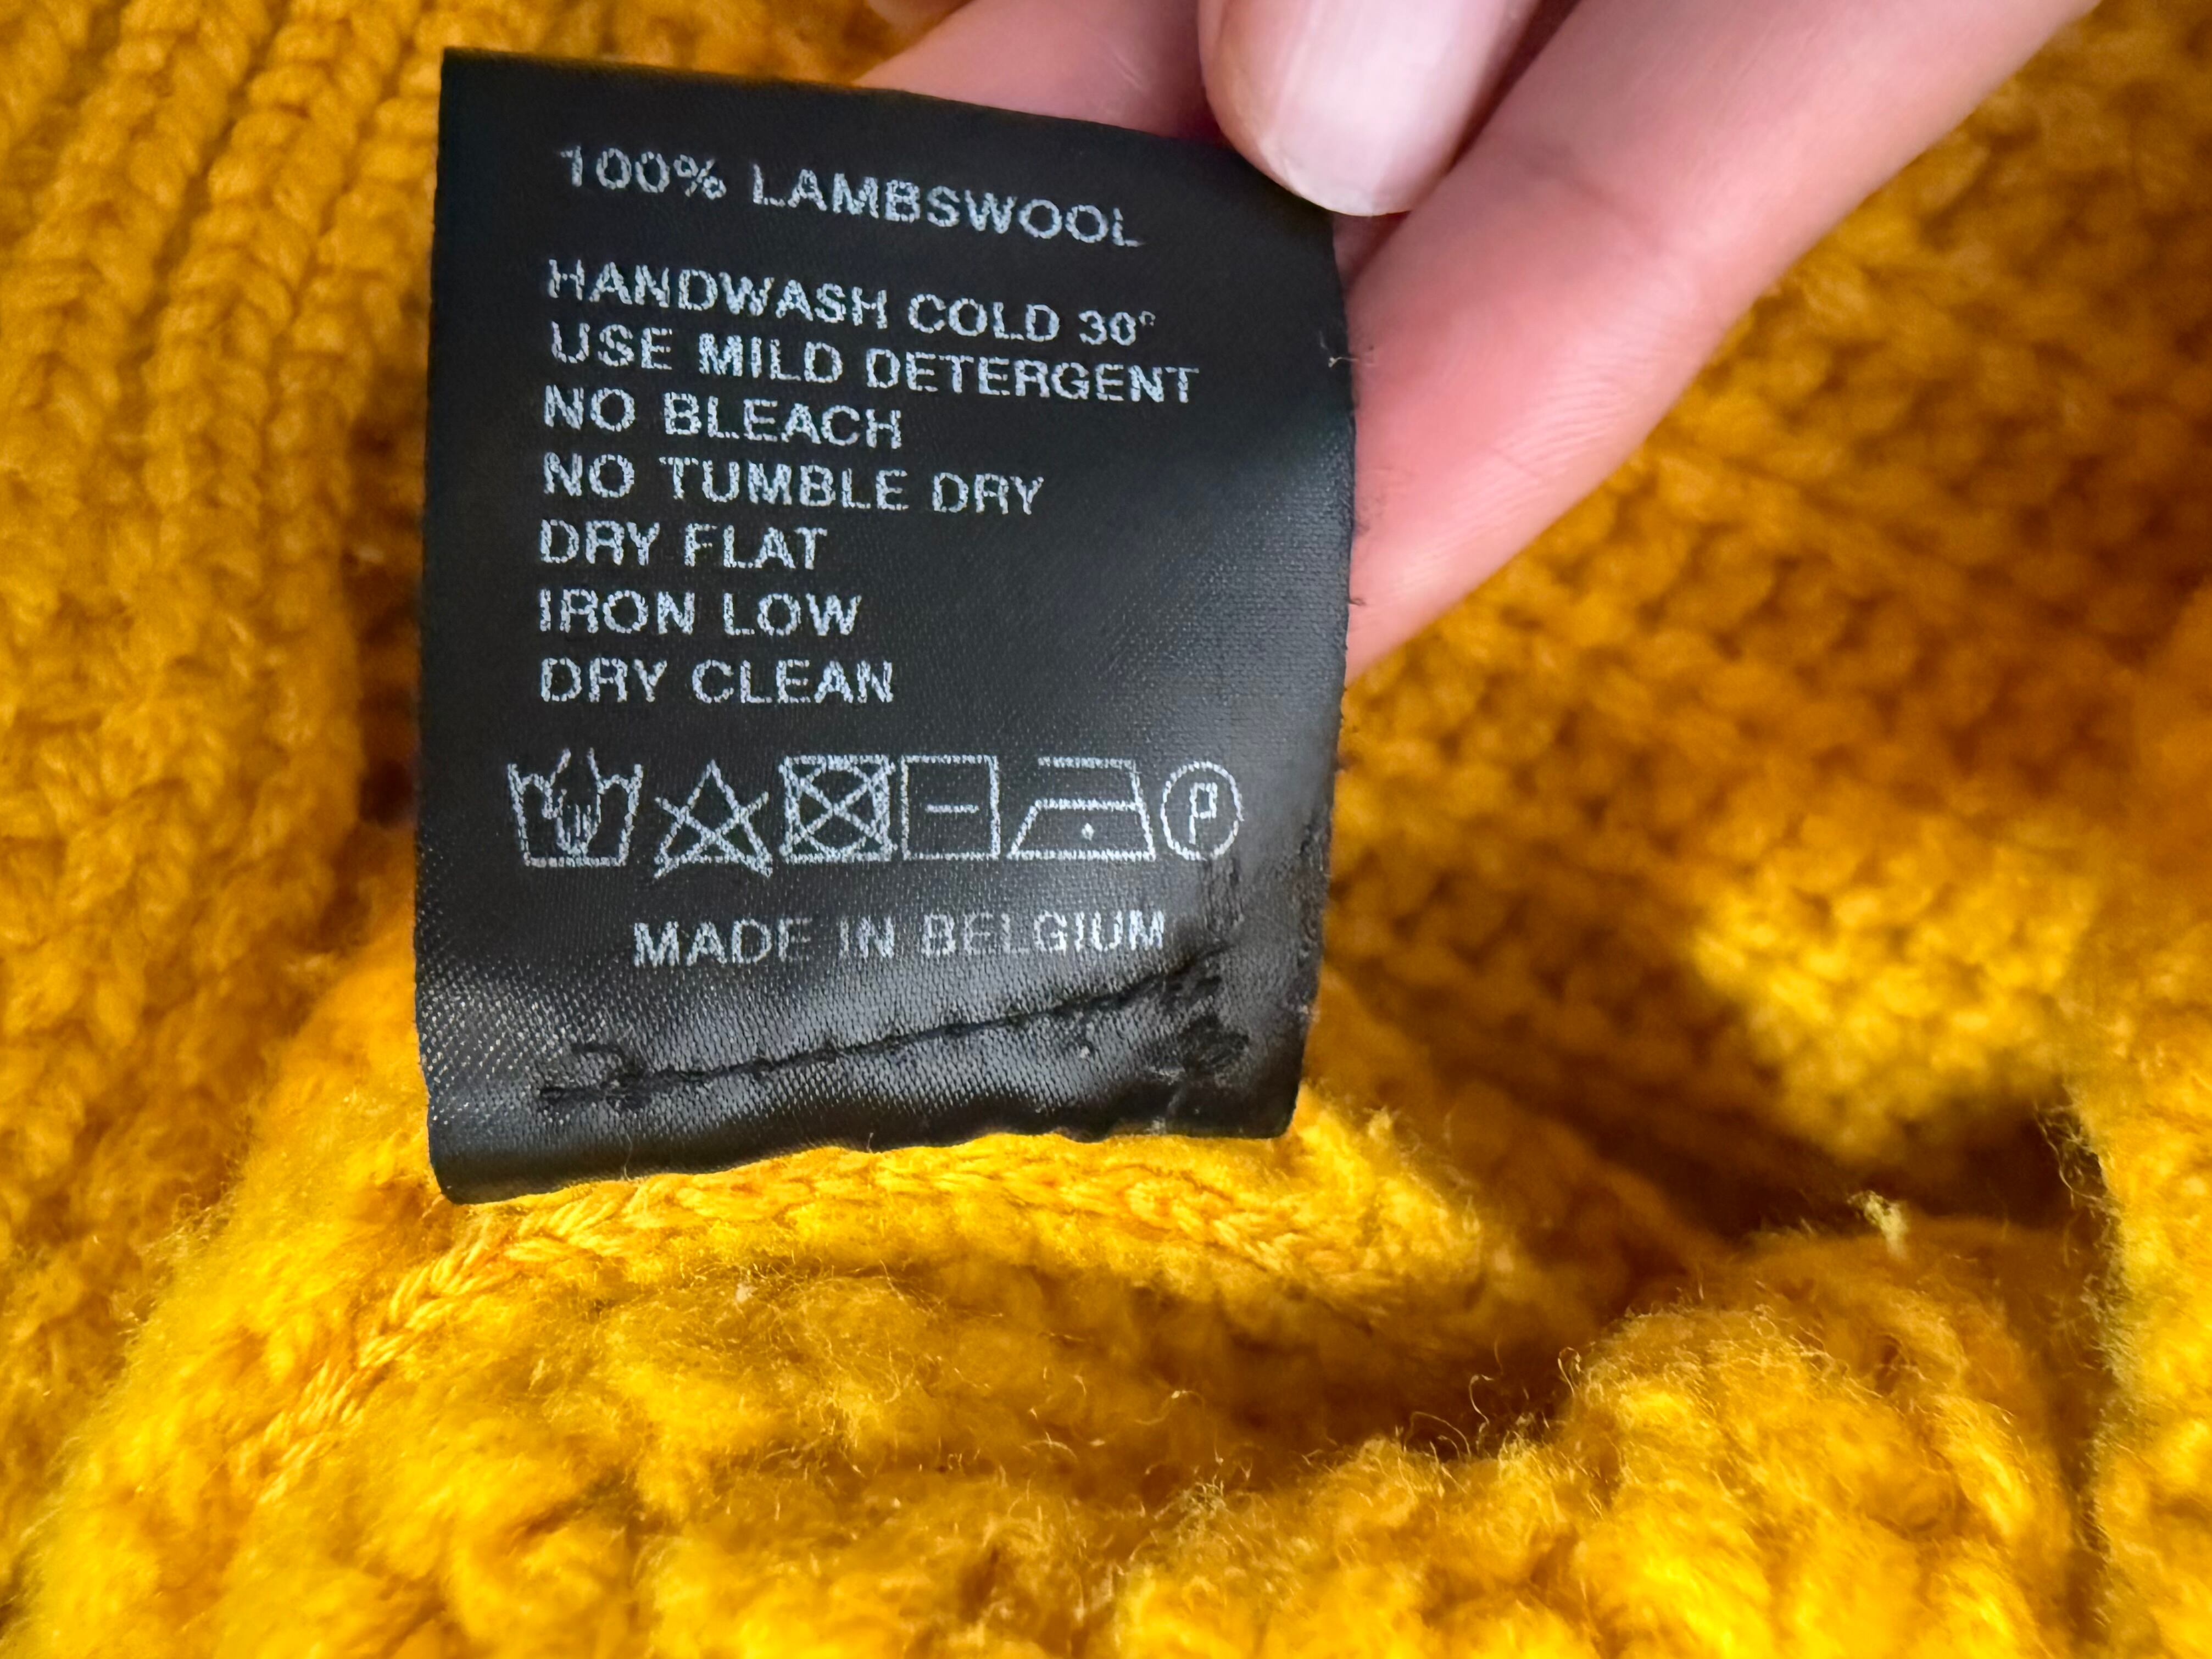 100% LAMBSWOOL
HANDWASH COLD 30°
USE MILD DETERGENT
NO BLEACH
NO TUMBLE DRY
DRY FLAT
IRON LOW
DRY CLEAN
P
MADE IN BELGIUM